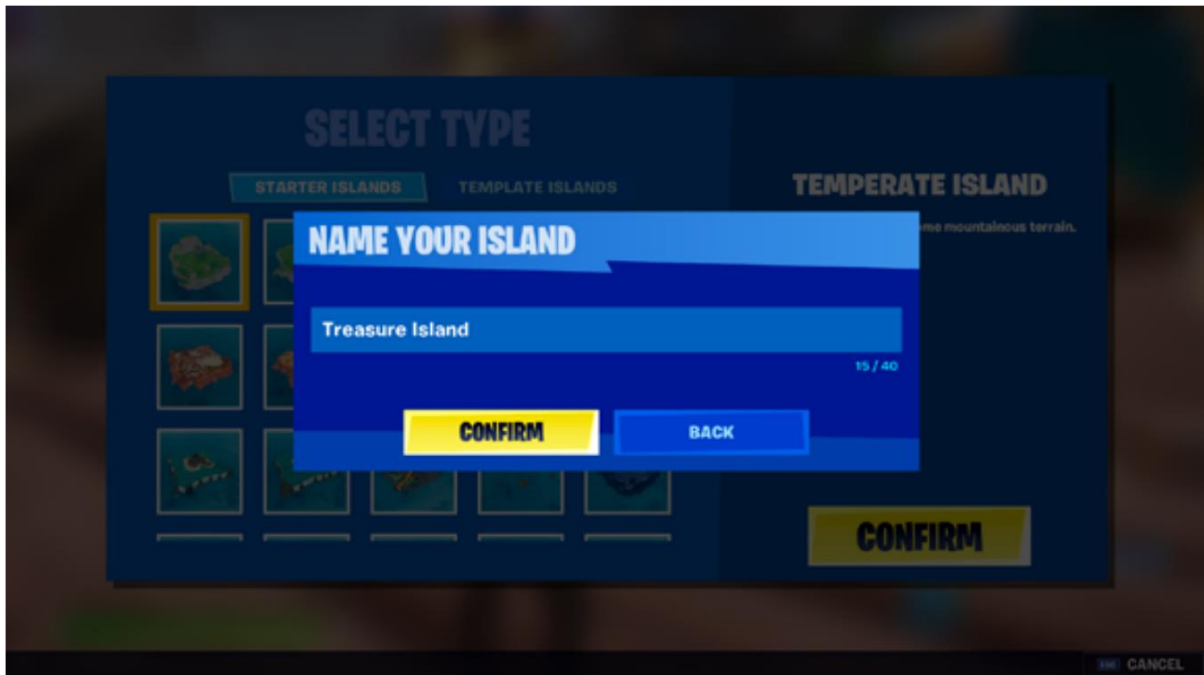 SELECT TYPE
STARTER ISLANDS
TEMPLATE ISLANDS
TEMPERATE ISLAND
me mountainous terrain.
NAME YOUR ISLAND
Treasure Island
15 / 40
CONFIRM
BACK
CONFIRM
ESC CANCEL